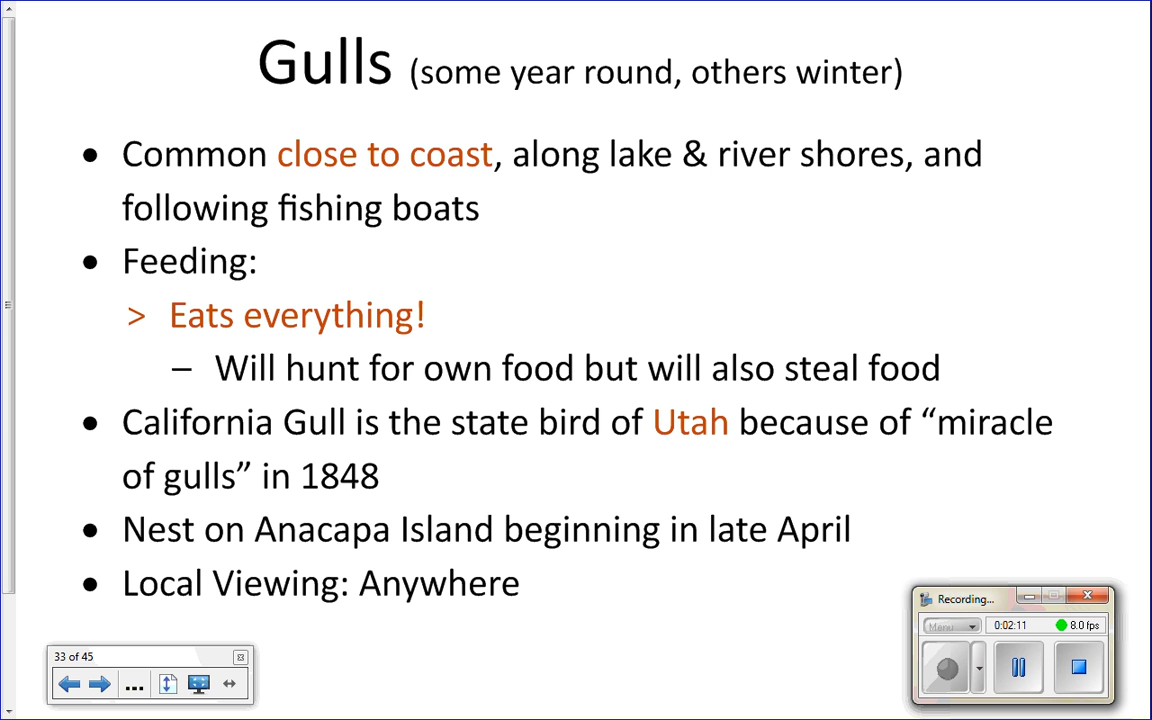 Gulls (some year round, others winter)
• Common close to coast, along lake & river shores, and
following fishing boats
• Feeding:
> Eats everything!
– Will hunt for own food but will also steal food
• California Gull is the state bird of Utah because of “miracle
of gulls” in 1848
• Nest on Anacapa Island beginning in late April
• Local Viewing: Anywhere
Recording...
Menu 0:02:11 8.0 fps
33 of 45
...